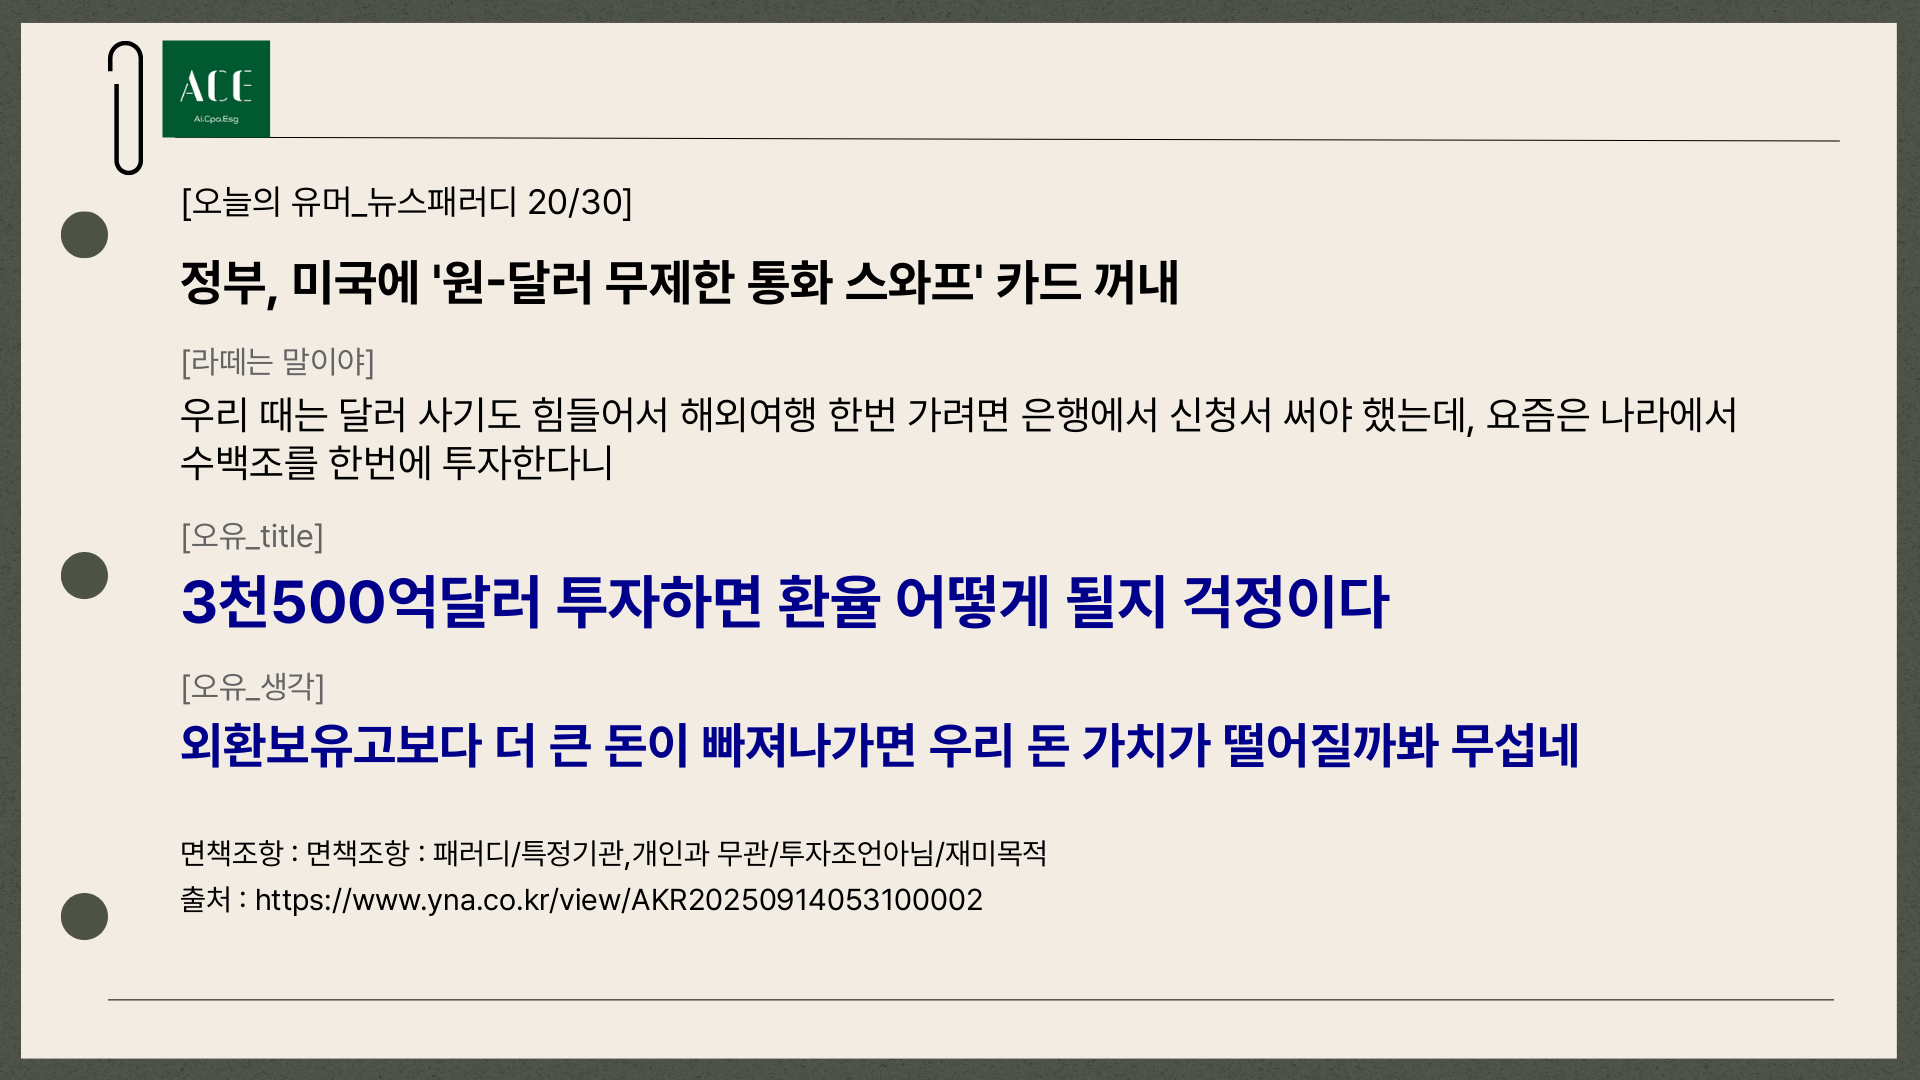 ACE
Ai.Cpa.Esg
[오늘의 유머_뉴스패러디 20/30]
정부, 미국에 '원-달러 무제한 통화 스와프' 카드 꺼내
[라떼는 말이야]
우리 때는 달러 사기도 힘들어서 해외여행 한번 가려면 은행에서 신청서 써야 했는데, 요즘은 나라에서
수백조를 한번에 투자한다니
[오유_title]
3천500억달러 투자하면 환율 어떻게 될지 걱정이다
[오유_생각]
외환보유고보다 더 큰 돈이 빠져나가면 우리 돈 가치가 떨어질까봐 무섭네
면책조항 : 면책조항 : 패러디/특정기관,개인과 무관/투자조언아님/재미목적
출처 : https://www.yna.co.kr/view/AKR20250914053100002